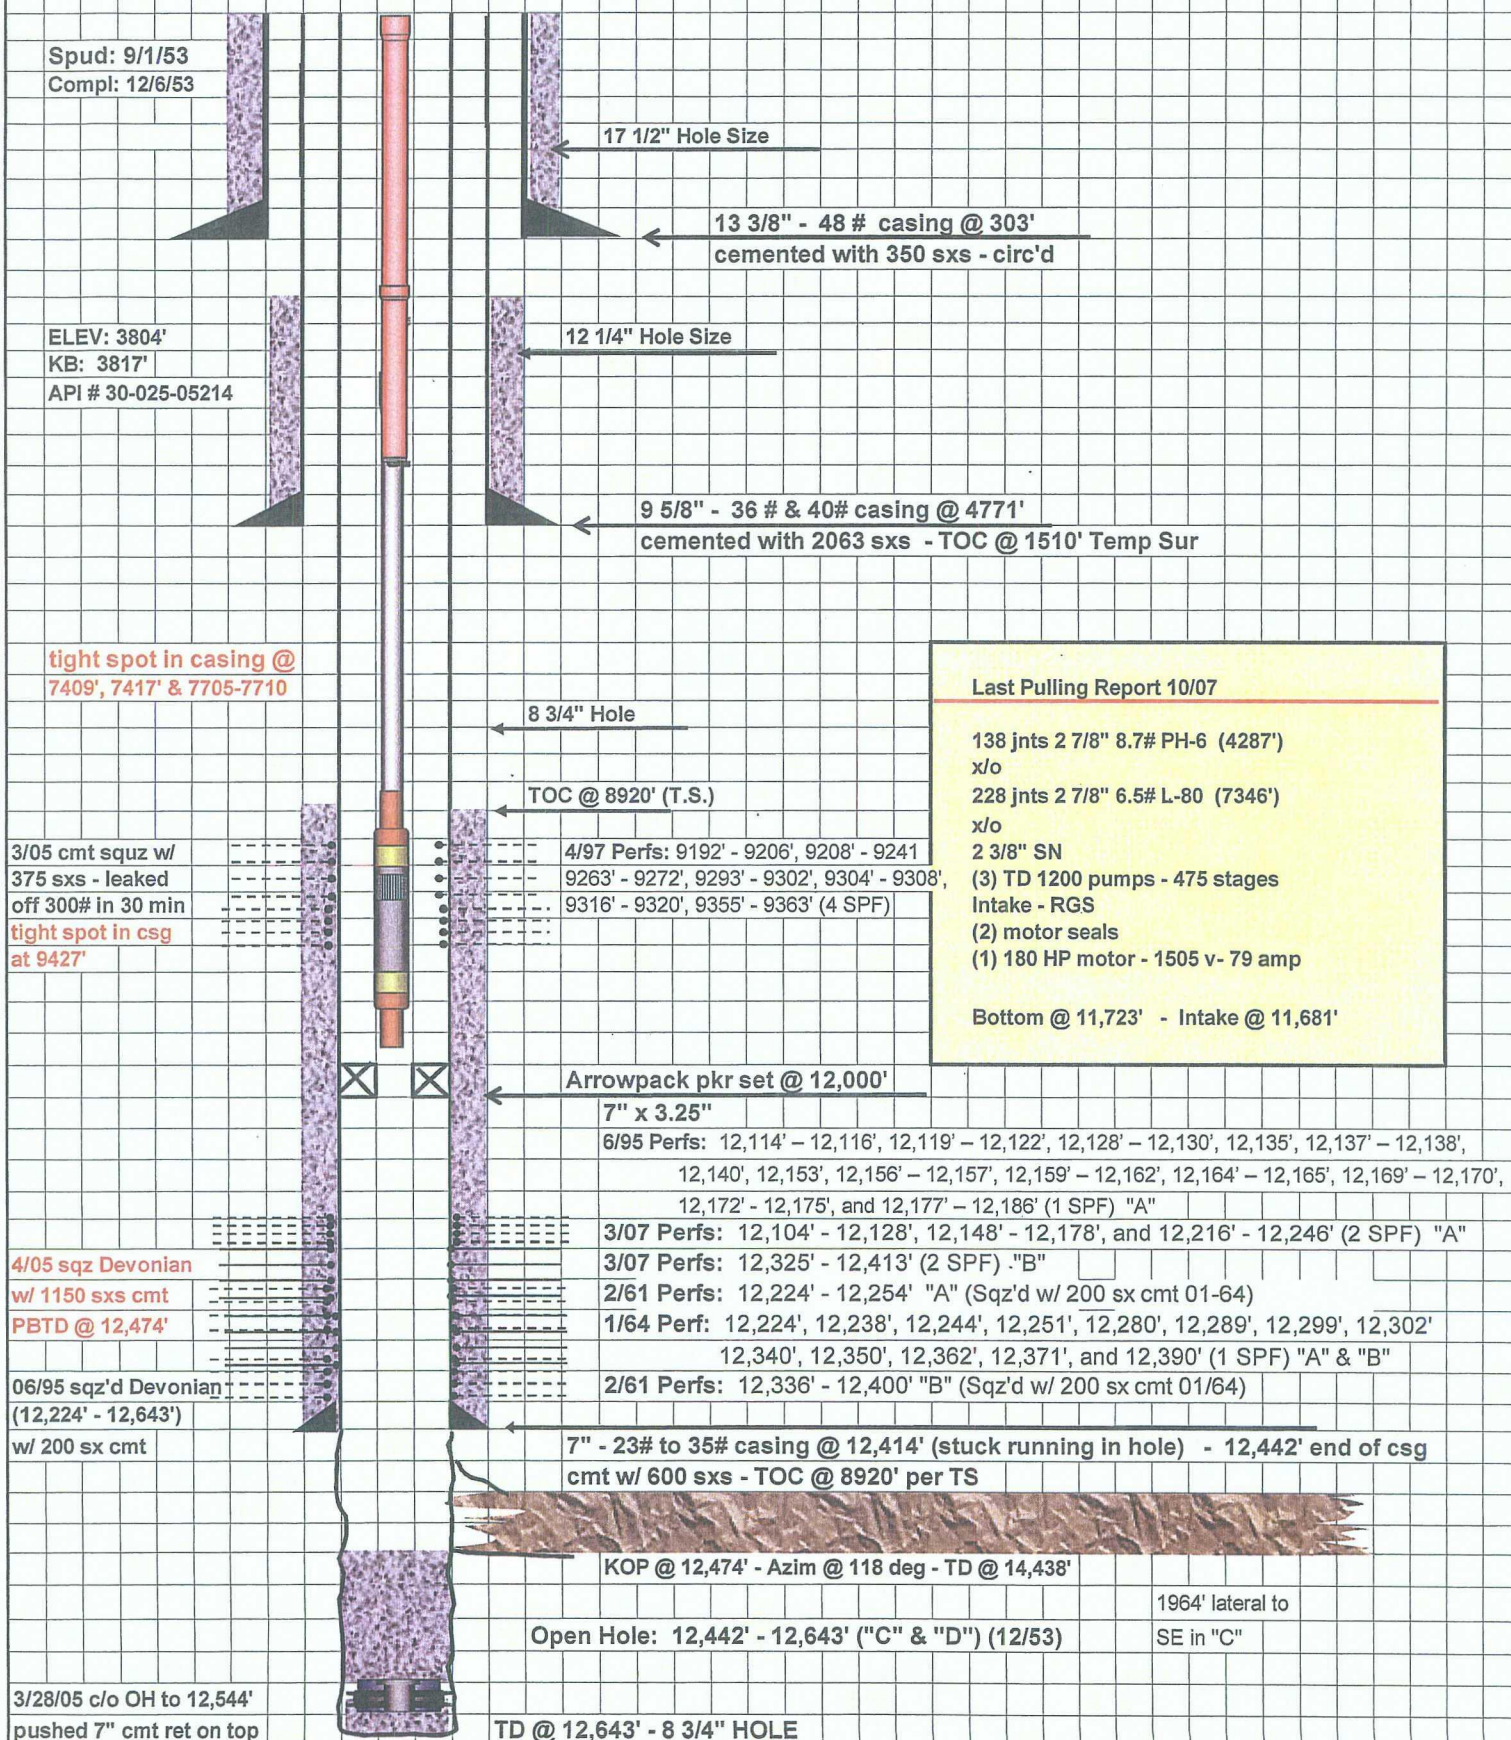 Spud: 9/1/53
Compl: 12/6/53
17 1/2" Hole Size
13 3/8" - 48 # casing @ 303'
cemented with 350 sxs - circ'd
ELEV: 3804'
KB: 3817'
API # 30-025-05214
12 1/4" Hole Size
9 5/8" - 36 # & 40# casing @ 4771'
cemented with 2063 sxs - TOC @ 1510' Temp Sur
tight spot in casing @
7409', 7417' & 7705-7710
8 3/4" Hole
TOC @ 8920' (T.S.)
Last Pulling Report 10/07
138 jnts 2 7/8" 8.7# PH-6 (4287')
x/o
228 jnts 2 7/8" 6.5# L-80 (7346')
x/o
2 3/8" SN
(3) TD 1200 pumps - 475 stages
Intake - RGS
(2) motor seals
(1) 180 HP motor - 1505 v- 79 amp
Bottom @ 11,723' - Intake @ 11,681'
3/05 cmt squz w/
375 sxs - leaked
off 300# in 30 min
tight spot in csg
at 9427'
4/97 Perfs: 9192' - 9206', 9208' - 9241
9263' - 9272', 9293' - 9302', 9304' - 9308',
9316' - 9320', 9355' - 9363' (4 SPF)
Arrowpack pkr set @ 12,000'
7" x 3.25"
6/95 Perfs: 12,114' – 12,116', 12,119' – 12,122', 12,128' – 12,130', 12,135', 12,137' – 12,138',
12,140', 12,153', 12,156' – 12,157', 12,159' – 12,162', 12,164' – 12,165', 12,169' – 12,170',
12,172' - 12,175', and 12,177' – 12,186' (1 SPF) "A"
3/07 Perfs: 12,104' - 12,128', 12,148' - 12,178', and 12,216' - 12,246' (2 SPF) "A"
3/07 Perfs: 12,325' - 12,413' (2 SPF) "B"
2/61 Perfs: 12,224' - 12,254' "A" (Sqz'd w/ 200 sx cmt 01-64)
1/64 Perf: 12,224', 12,238', 12,244', 12,251', 12,280', 12,289', 12,299', 12,302'
12,340', 12,350', 12,362', 12,371', and 12,390' (1 SPF) "A" & "B"
2/61 Perfs: 12,336' - 12,400' "B" (Sqz'd w/ 200 sx cmt 01/64)
4/05 sqz Devonian
w/ 1150 sxs cmt
PBTD @ 12,474'
06/95 sqz'd Devonian
(12,224' - 12,643')
w/ 200 sx cmt
7" - 23# to 35# casing @ 12,414' (stuck running in hole) - 12,442' end of csg
cmt w/ 600 sxs - TOC @ 8920' per TS
KOP @ 12,474' - Azim @ 118 deg - TD @ 14,438'
1964' lateral to
SE in "C"
Open Hole: 12,442' - 12,643' ("C" & "D") (12/53)
3/28/05 c/o OH to 12,544'
pushed 7" cmt ret on top
TD @ 12,643' - 8 3/4" HOLE